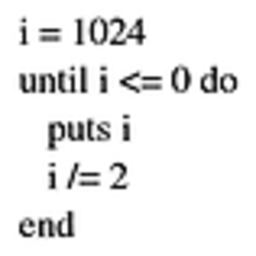 i = 1024
until i <= 0 do
puts i
i /= 2
end